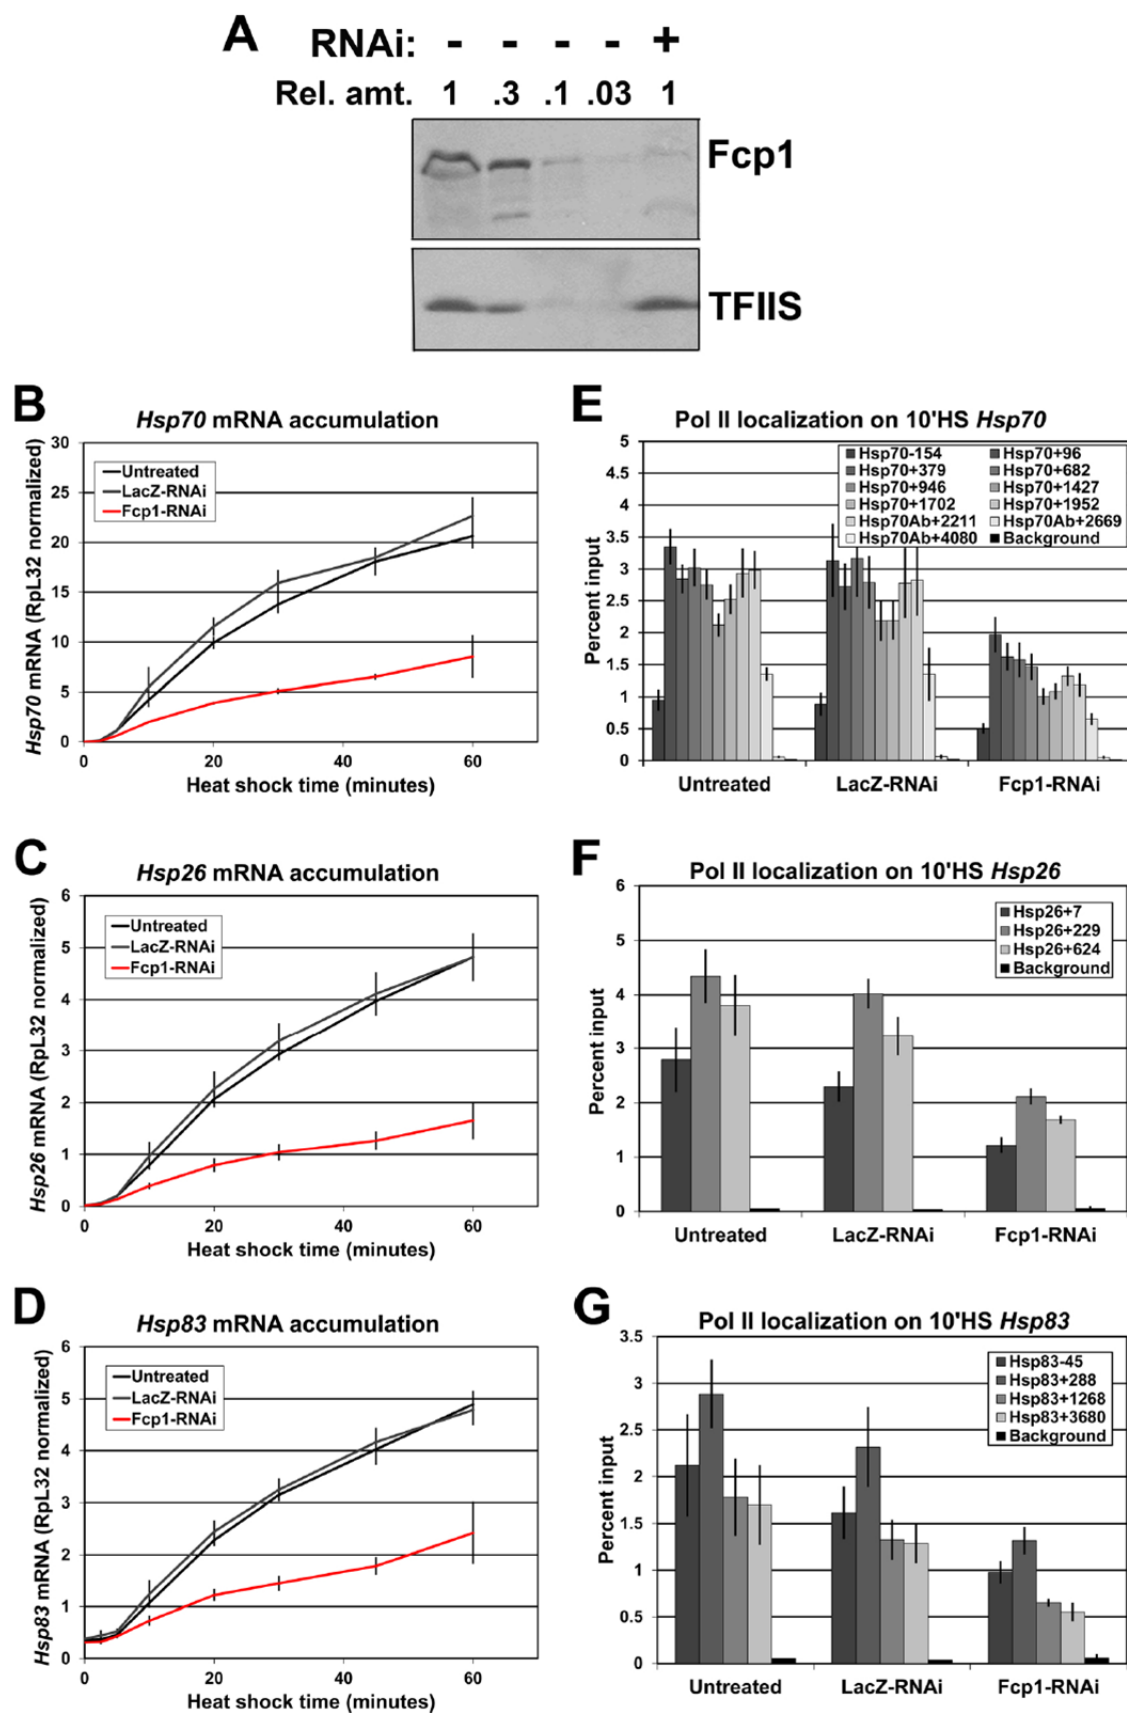 A
RNAi: - - - - +
Rel. amt. 1 .3 .1 .03 1
Fcp1
TFIIS
B
Hsp70 mRNA accumulation
Hsp70 mRNA (RpL32 normalized)
30
25
20
15
10
5
0
Untreated
LacZ-RNAi
Fcp1-RNAi
0 20 40 60
Heat shock time (minutes)
E
Pol II localization on 10'HS Hsp70
Percent input
5
4.5
4
3.5
3
2.5
2
1.5
1
0.5
0
Hsp70-154 Hsp70+96
Hsp70+379 Hsp70+682
Hsp70+946 Hsp70+1427
Hsp70+1702 Hsp70+1952
Hsp70Ab+2211 Hsp70Ab+2669
Hsp70Ab+4080 Background
Untreated LacZ-RNAi Fcp1-RNAi
C
Hsp26 mRNA accumulation
Hsp26 mRNA (RpL32 normalized)
6
5
4
3
2
1
0
Untreated
LacZ-RNAi
Fcp1-RNAi
0 20 40 60
Heat shock time (minutes)
F
Pol II localization on 10'HS Hsp26
Percent input
6
5
4
3
2
1
0
Hsp26+7
Hsp26+229
Hsp26+624
Background
Untreated LacZ-RNAi Fcp1-RNAi
D
Hsp83 mRNA accumulation
Hsp83 mRNA (RpL32 normalized)
6
5
4
3
2
1
0
Untreated
LacZ-RNAi
Fcp1-RNAi
0 20 40 60
Heat shock time (minutes)
G
Pol II localization on 10'HS Hsp83
Percent input
3.5
3
2.5
2
1.5
1
0.5
0
Hsp83-45
Hsp83+288
Hsp83+1268
Hsp83+3680
Background
Untreated LacZ-RNAi Fcp1-RNAi